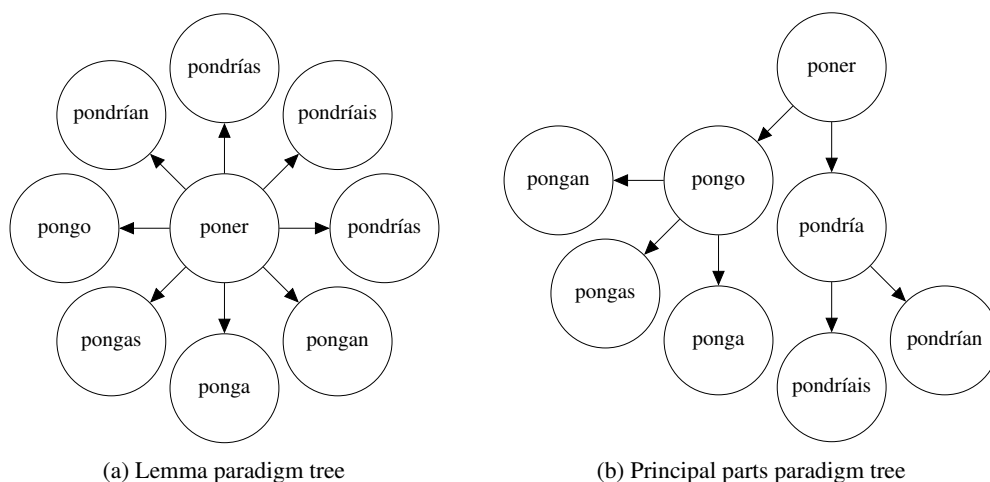 pondrías
pondrían
pondríais
pongo
poner
pondrías
pongas
pongan
ponga
(a) Lemma paradigm tree
poner
pongan
pongo
pondría
pongas
ponga
pondrían
pondríais
(b) Principal parts paradigm tree